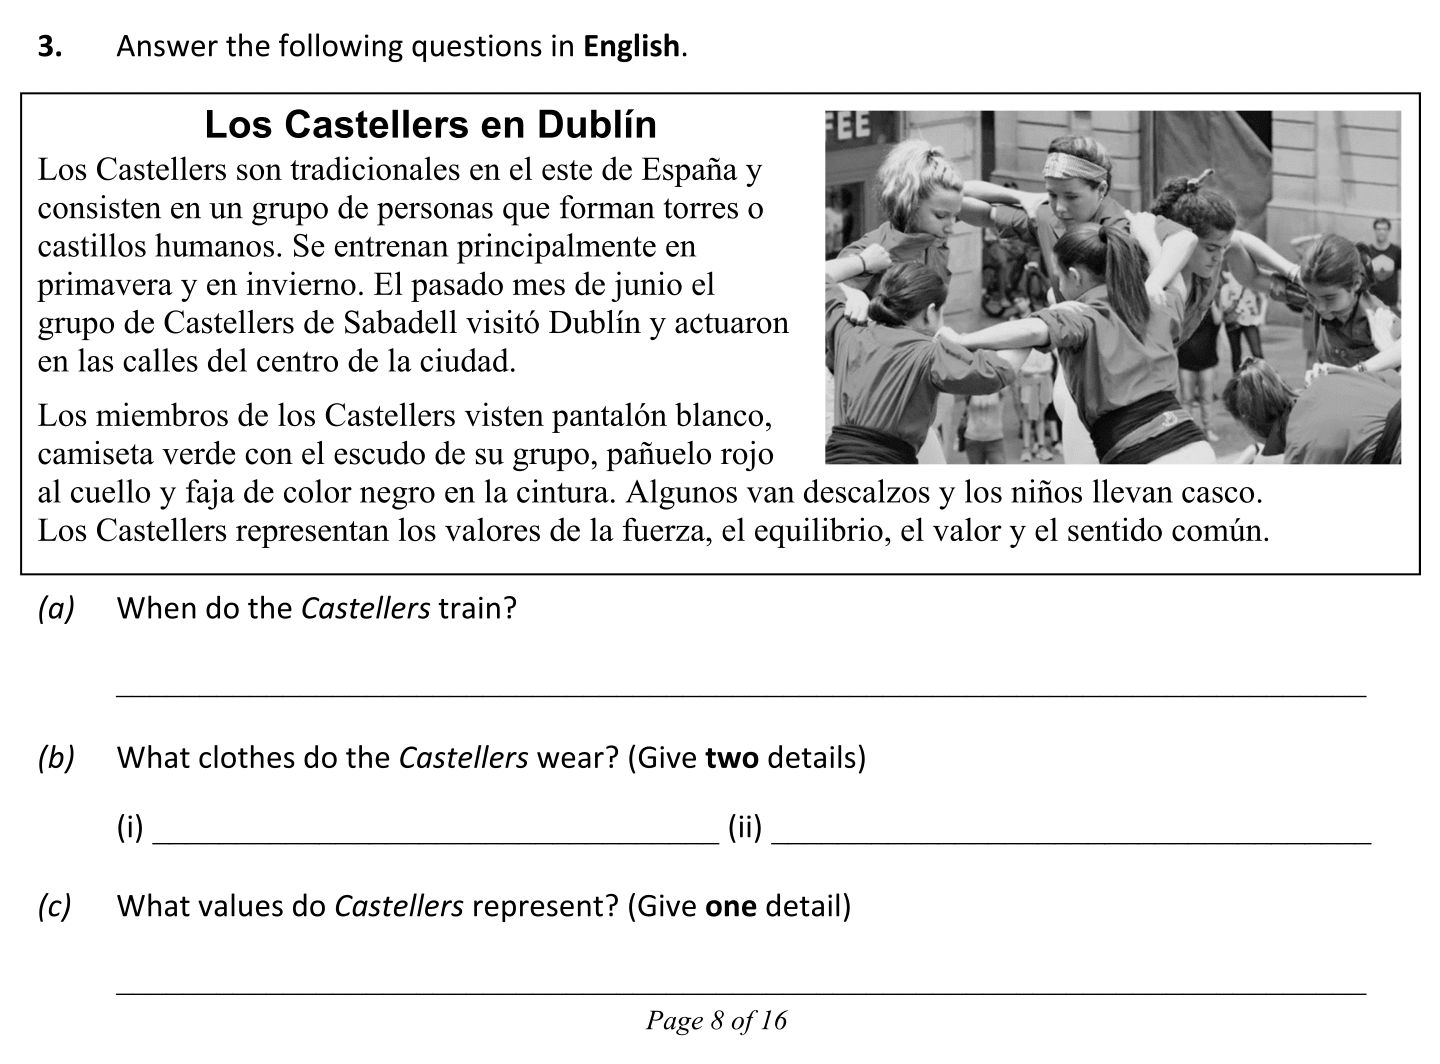 3. Answer the following questions in English.
Los Castellers en Dublín
Los Castellers son tradicionales en el este de España y
consisten en un grupo de personas que forman torres o
castillos humanos. Se entrenan principalmente en
primavera y en invierno. El pasado mes de junio el
grupo de Castellers de Sabadell visitó Dublín y actuaron
en las calles del centro de la ciudad.
Los miembros de los Castellers visten pantalón blanco,
camiseta verde con el escudo de su grupo, pañuelo rojo
al cuello y faja de color negro en la cintura. Algunos van descalzos y los niños llevan casco.
Los Castellers representan los valores de la fuerza, el equilibrio, el valor y el sentido común.
FEE
(a) When do the Castellers train?
(b) What clothes do the Castellers wear? (Give two details)
(i) (ii)
(c) What values do Castellers represent? (Give one detail)
Page 8 of 16